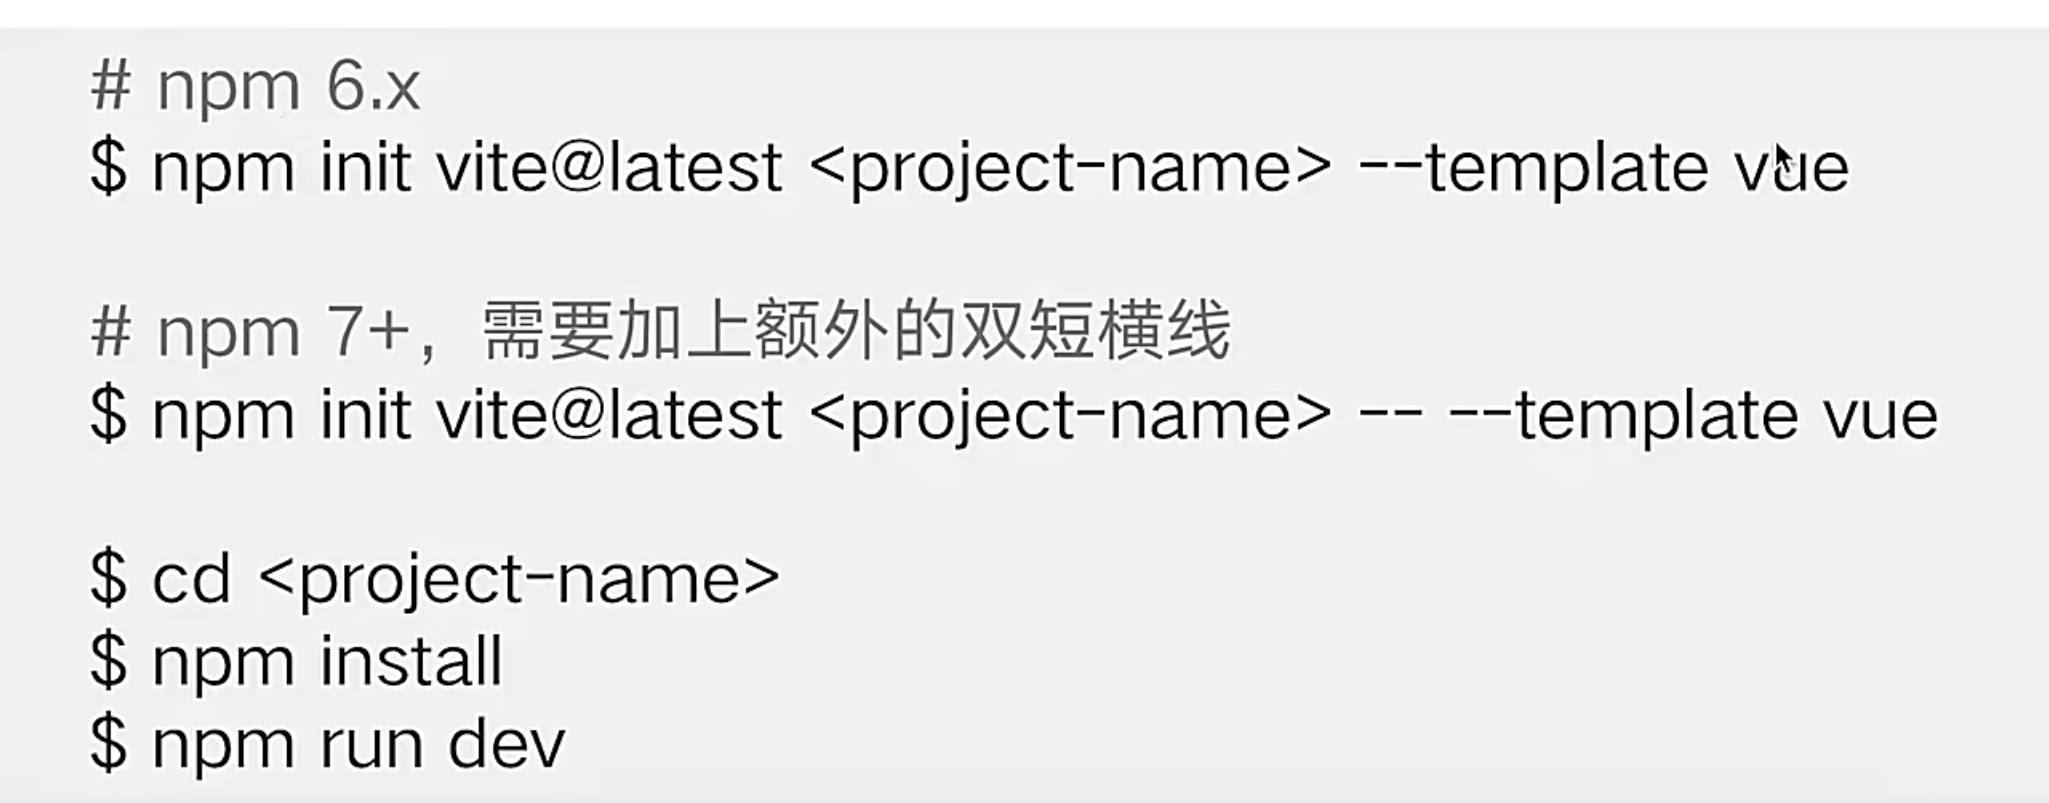 # npm 6.x
$ npm init vite@latest <project-name> --template vue
# npm 7+，需要加上额外的双短横线
$ npm init vite@latest <project-name> -- --template vue
$ cd <project-name>
$ npm install
$ npm run dev